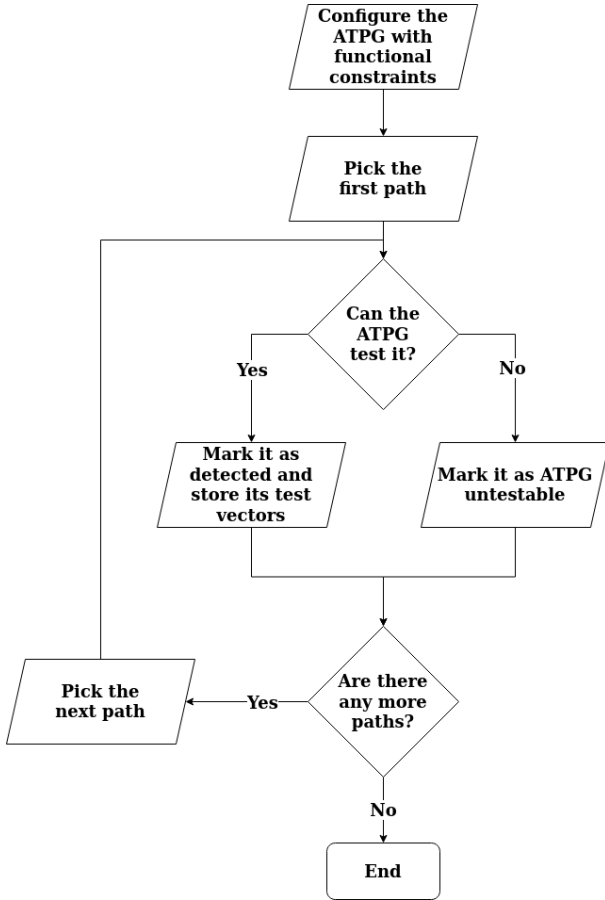 Configure the
ATPG with
functional
constraints
Pick the
first path
Can the
ATPG
test it?
Yes
No
Mark it as
detected and
store its test
vectors
Mark it as ATPG
untestable
Are there
any more
paths?
Yes
Pick the
next path
No
End